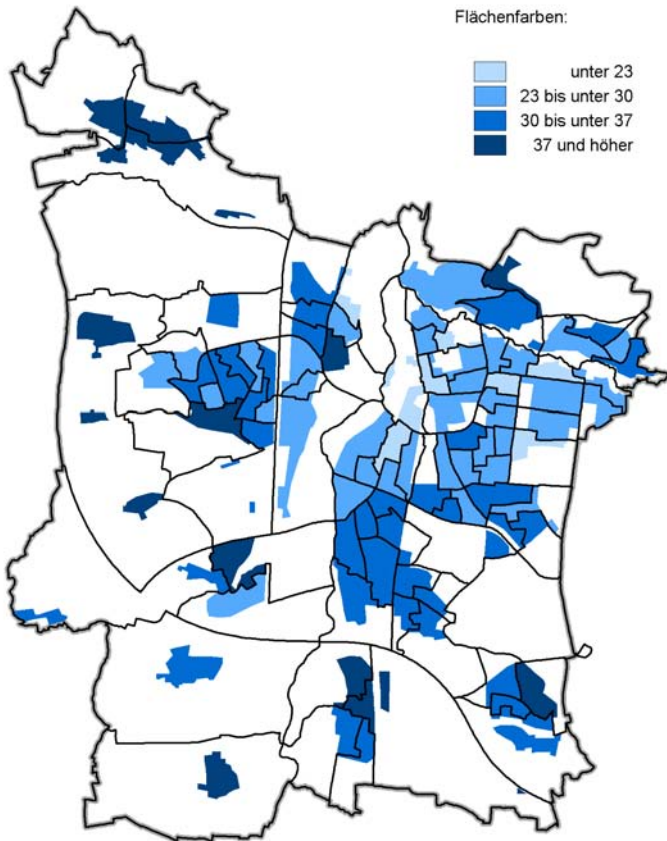 Flächenfarben:
unter 23
23 bis unter 30
30 bis unter 37
37 und höher